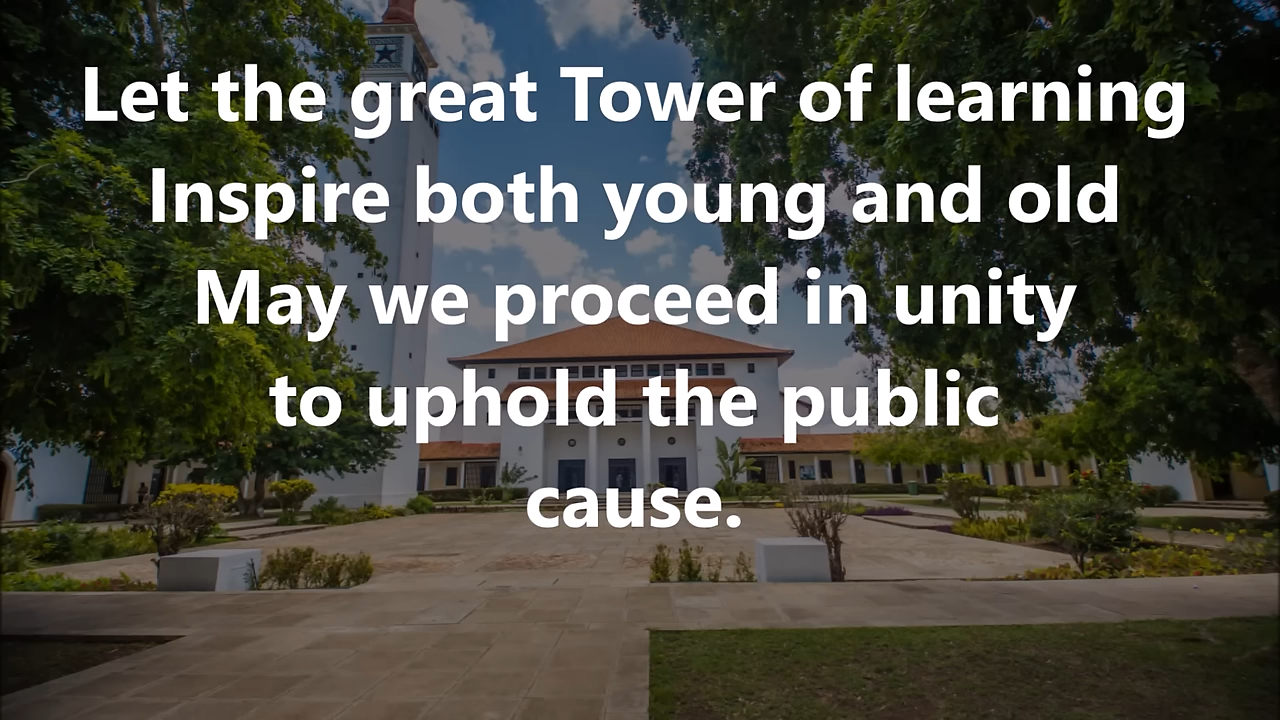 Let the great Tower of learning
Inspire both young and old
May we proceed in unity
to uphold the public
cause.